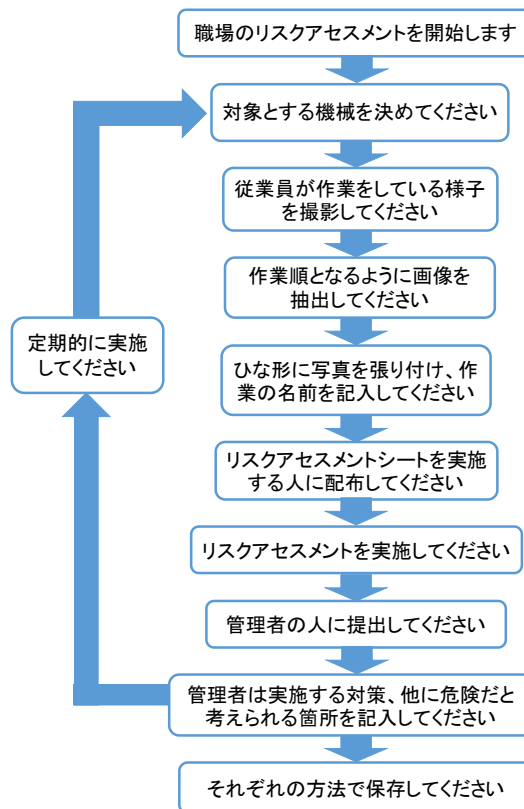 職場のリスクアセスメントを開始します
対象とする機械を決めてください
従業員が作業をしている様子
を撮影してください
作業順となるように画像を
抽出してください
定期的に実施
してください
ひな形に写真を張り付け、作
業の名前を記入してください
リスクアセスメントシートを実施
する人に配布してください
リスクアセスメントを実施してください
管理者の人に提出してください
管理者は実施する対策、他に危険だと
考えられる箇所を記入してください
それぞれの方法で保存してください